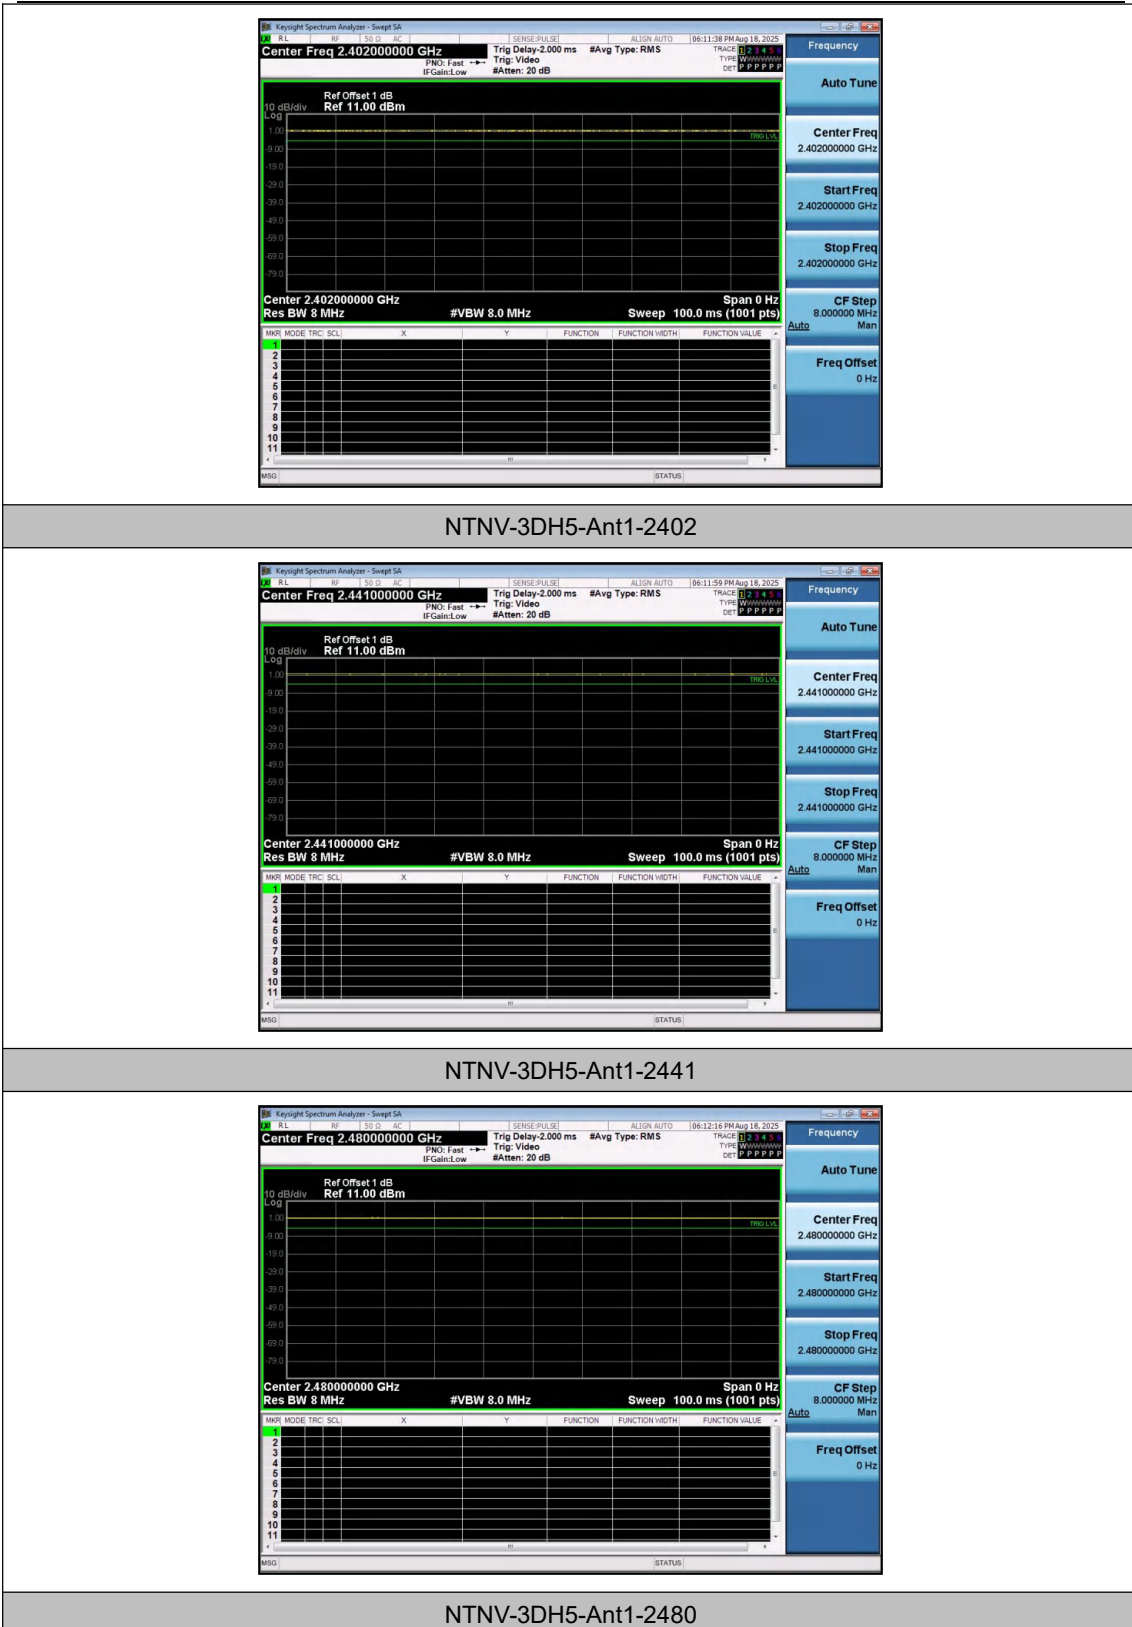 Keysight Spectrum Analyzer - Swept SA
RL RF 50 Ω AC SENSE:PULSE ALIGN AUTO 06:11:38 PM Aug 18, 2025
Center Freq 2.402000000 GHz
PNO: Fast
IFGain:Low
Trig Delay-2.000 ms
Trig: Video
#Atten: 20 dB
#Avg Type: RMS
TRACE 1 2 3 4 5 6
TYPE WWWWWW
DET P P P P P P
Ref Offset 1 dB
10 dB/div Ref 11.00 dBm
Log
1.00
TRIG LVL
-9.00
-19.0
-29.0
-39.0
-49.0
-59.0
-69.0
-79.0
Center 2.402000000 GHz Span 0 Hz
Res BW 8 MHz #VBW 8.0 MHz Sweep 100.0 ms (1001 pts)
MKR MODE TRC SCL X Y FUNCTION FUNCTION WIDTH FUNCTION VALUE
1
2
3
4
5
6
7
8
9
10
11
MSG STATUS
Frequency
Auto Tune
Center Freq
2.402000000 GHz
Start Freq
2.402000000 GHz
Stop Freq
2.402000000 GHz
CF Step
8.000000 MHz
Auto Man
Freq Offset
0 Hz
NTNV-3DH5-Ant1-2402
Keysight Spectrum Analyzer - Swept SA
RL RF 50 Ω AC SENSE:PULSE ALIGN AUTO 06:11:59 PM Aug 18, 2025
Center Freq 2.441000000 GHz
PNO: Fast
IFGain:Low
Trig Delay-2.000 ms
Trig: Video
#Atten: 20 dB
#Avg Type: RMS
TRACE 1 2 3 4 5 6
TYPE WWWWWW
DET P P P P P P
Ref Offset 1 dB
10 dB/div Ref 11.00 dBm
Log
1.00
TRIG LVL
-9.00
-19.0
-29.0
-39.0
-49.0
-59.0
-69.0
-79.0
Center 2.441000000 GHz Span 0 Hz
Res BW 8 MHz #VBW 8.0 MHz Sweep 100.0 ms (1001 pts)
MKR MODE TRC SCL X Y FUNCTION FUNCTION WIDTH FUNCTION VALUE
1
2
3
4
5
6
7
8
9
10
11
MSG STATUS
Frequency
Auto Tune
Center Freq
2.441000000 GHz
Start Freq
2.441000000 GHz
Stop Freq
2.441000000 GHz
CF Step
8.000000 MHz
Auto Man
Freq Offset
0 Hz
NTNV-3DH5-Ant1-2441
Keysight Spectrum Analyzer - Swept SA
RL RF 50 Ω AC SENSE:PULSE ALIGN AUTO 06:12:16 PM Aug 18, 2025
Center Freq 2.480000000 GHz
PNO: Fast
IFGain:Low
Trig Delay-2.000 ms
Trig: Video
#Atten: 20 dB
#Avg Type: RMS
TRACE 1 2 3 4 5 6
TYPE WWWWWW
DET P P P P P P
Ref Offset 1 dB
10 dB/div Ref 11.00 dBm
Log
1.00
TRIG LVL
-9.00
-19.0
-29.0
-39.0
-49.0
-59.0
-69.0
-79.0
Center 2.480000000 GHz Span 0 Hz
Res BW 8 MHz #VBW 8.0 MHz Sweep 100.0 ms (1001 pts)
MKR MODE TRC SCL X Y FUNCTION FUNCTION WIDTH FUNCTION VALUE
1
2
3
4
5
6
7
8
9
10
11
MSG STATUS
Frequency
Auto Tune
Center Freq
2.480000000 GHz
Start Freq
2.480000000 GHz
Stop Freq
2.480000000 GHz
CF Step
8.000000 MHz
Auto Man
Freq Offset
0 Hz
NTNV-3DH5-Ant1-2480